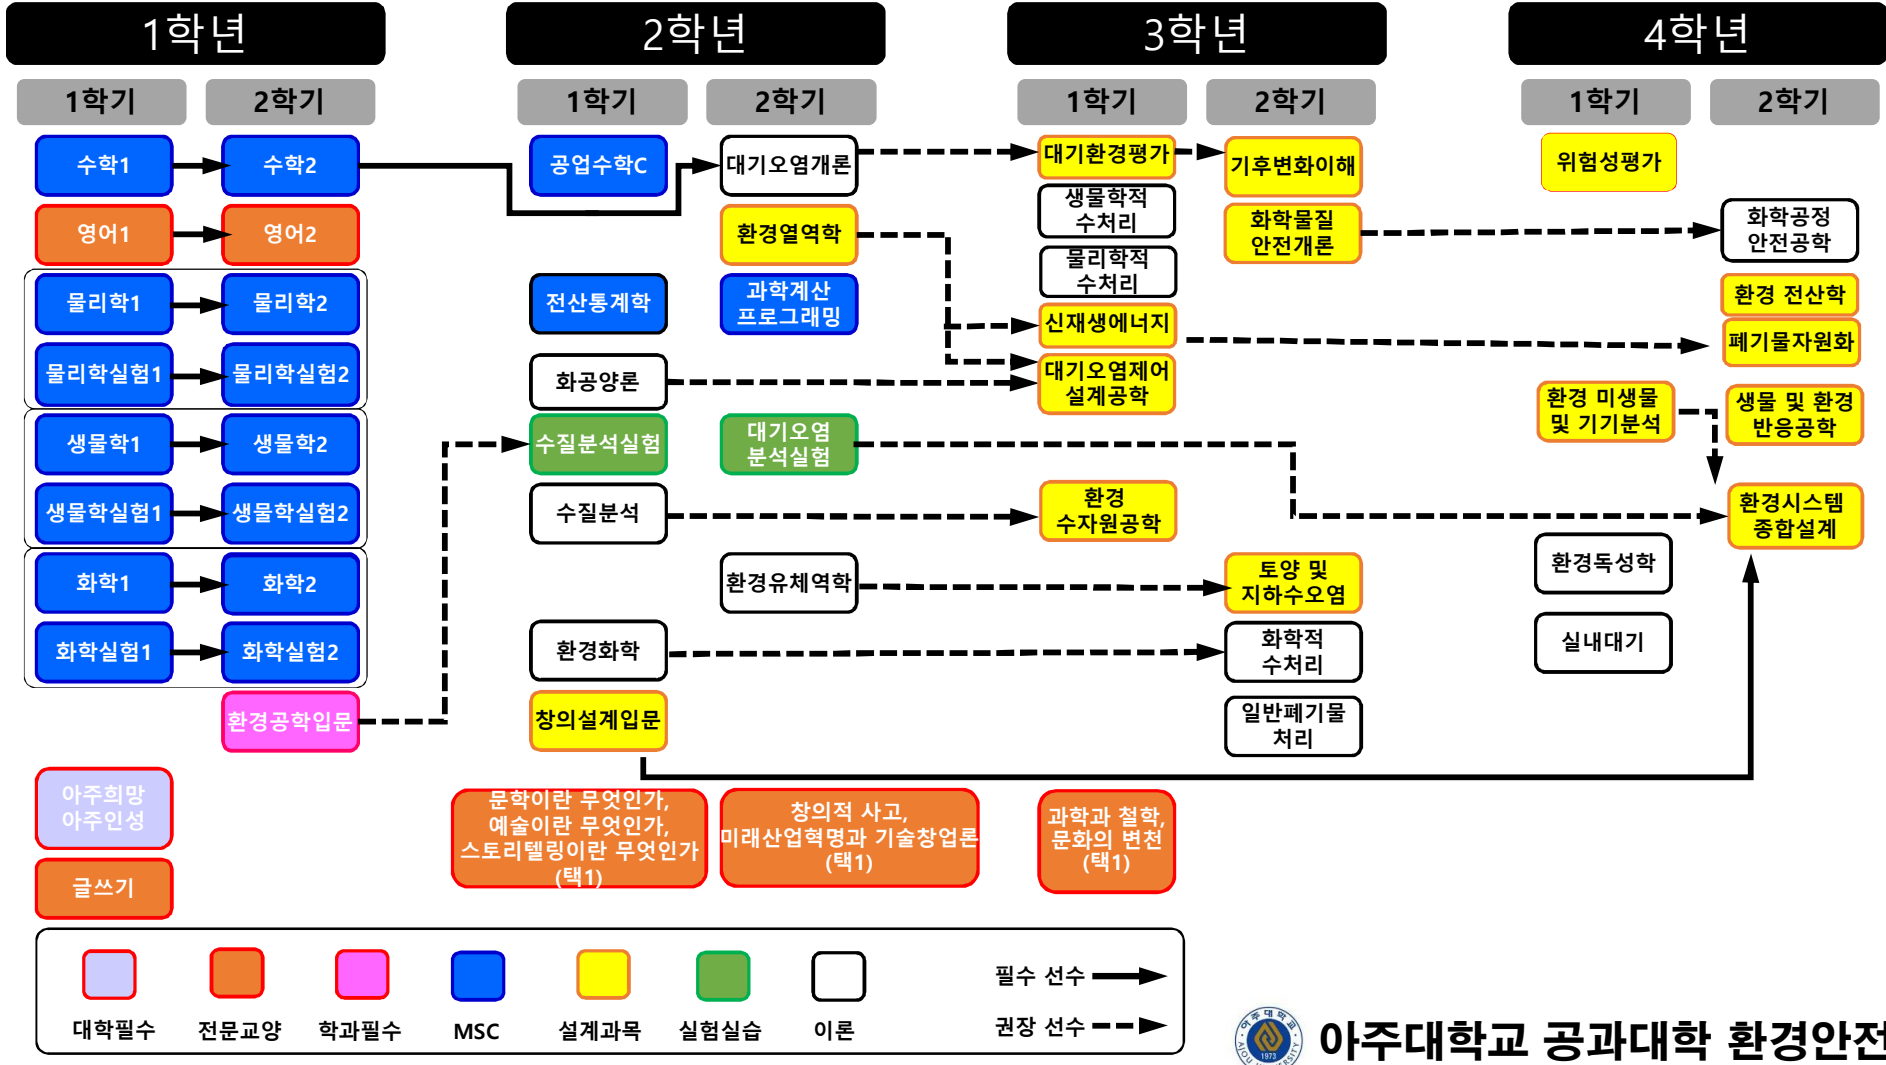 1학년
2학년
3학년
4학년
1학기
2학기
1학기
2학기
1학기
2학기
1학기
2학기
수학1
수학2
공업수학C
대기오염개론
대기환경평가
기후변화이해
위험성평가
영어1
영어2
환경열역학
생물학적
수처리
화학물질
안전개론
화학공정
안전공학
물리학1
물리학2
전산통계학
과학계산
프로그래밍
물리학적
수처리
환경 전산학
신재생에너지
폐기물자원화
물리학실험1
물리학실험2
화공양론
대기오염제어
설계공학
환경 미생물
및 기기분석
생물 및 환경
반응공학
생물학1
생물학2
수질분석실험
대기오염
분석실험
생물학실험1
생물학실험2
수질분석
환경
수자원공학
환경시스템
종합설계
화학1
화학2
환경유체역학
토양 및
지하수오염
환경독성학
화학실험1
화학실험2
환경화학
화학적
수처리
실내대기
환경공학입문
창의설계입문
일반폐기물
처리
아주희망
아주인성
문학이란 무엇인가,
예술이란 무엇인가,
스토리텔링이란 무엇인가
(택1)
창의적 사고,
미래산업혁명과 기술창업론
(택1)
과학과 철학,
문화의 변천
(택1)
글쓰기
대학필수
전문교양
학과필수
MSC
설계과목
실험실습
이론
필수 선수
권장 선수
아주대학교
1973
아주대학교 공과대학 환경안전